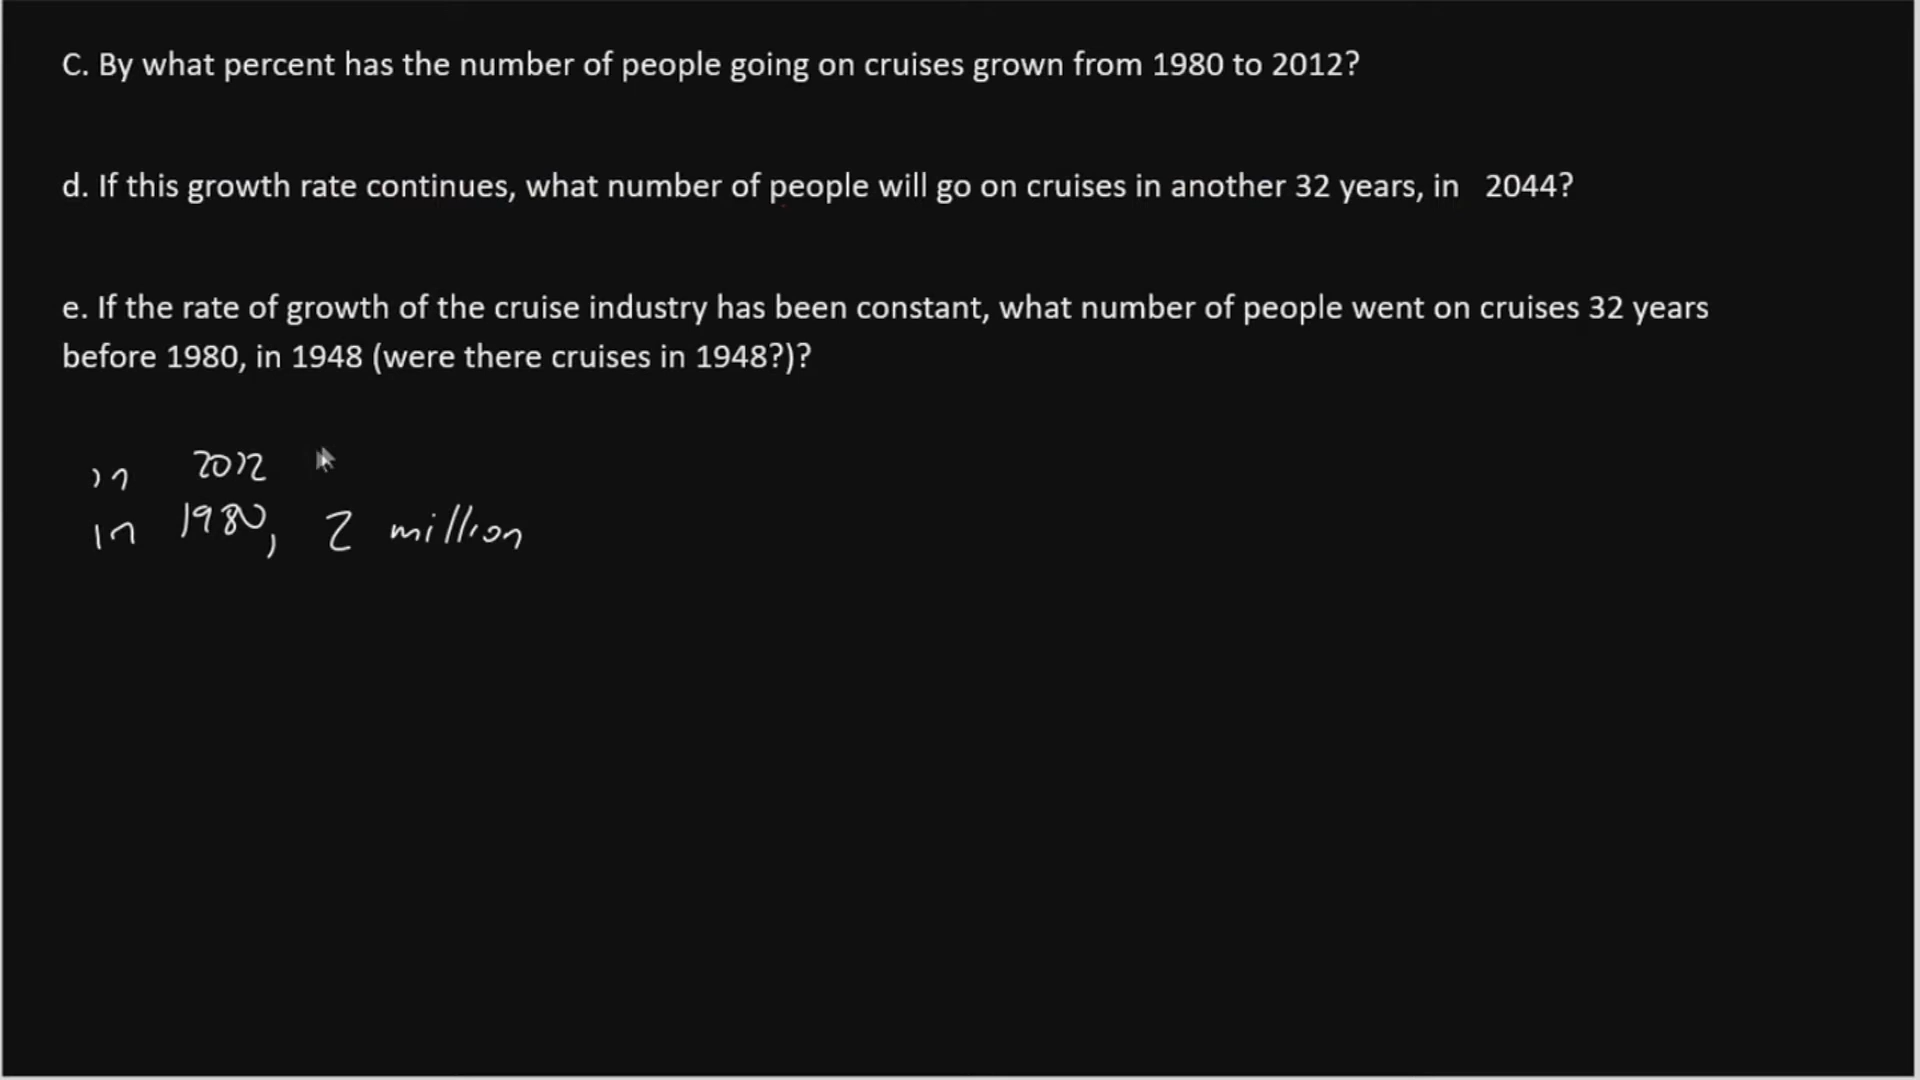 C. By what percent has the number of people going on cruises grown from 1980 to 2012?
d. If this growth rate continues, what number of people will go on cruises in another 32 years, in 2044?
e. If the rate of growth of the cruise industry has been constant, what number of people went on cruises 32 years
before 1980, in 1948 (were there cruises in 1948?)?
in 2012
in 1980, 2 million